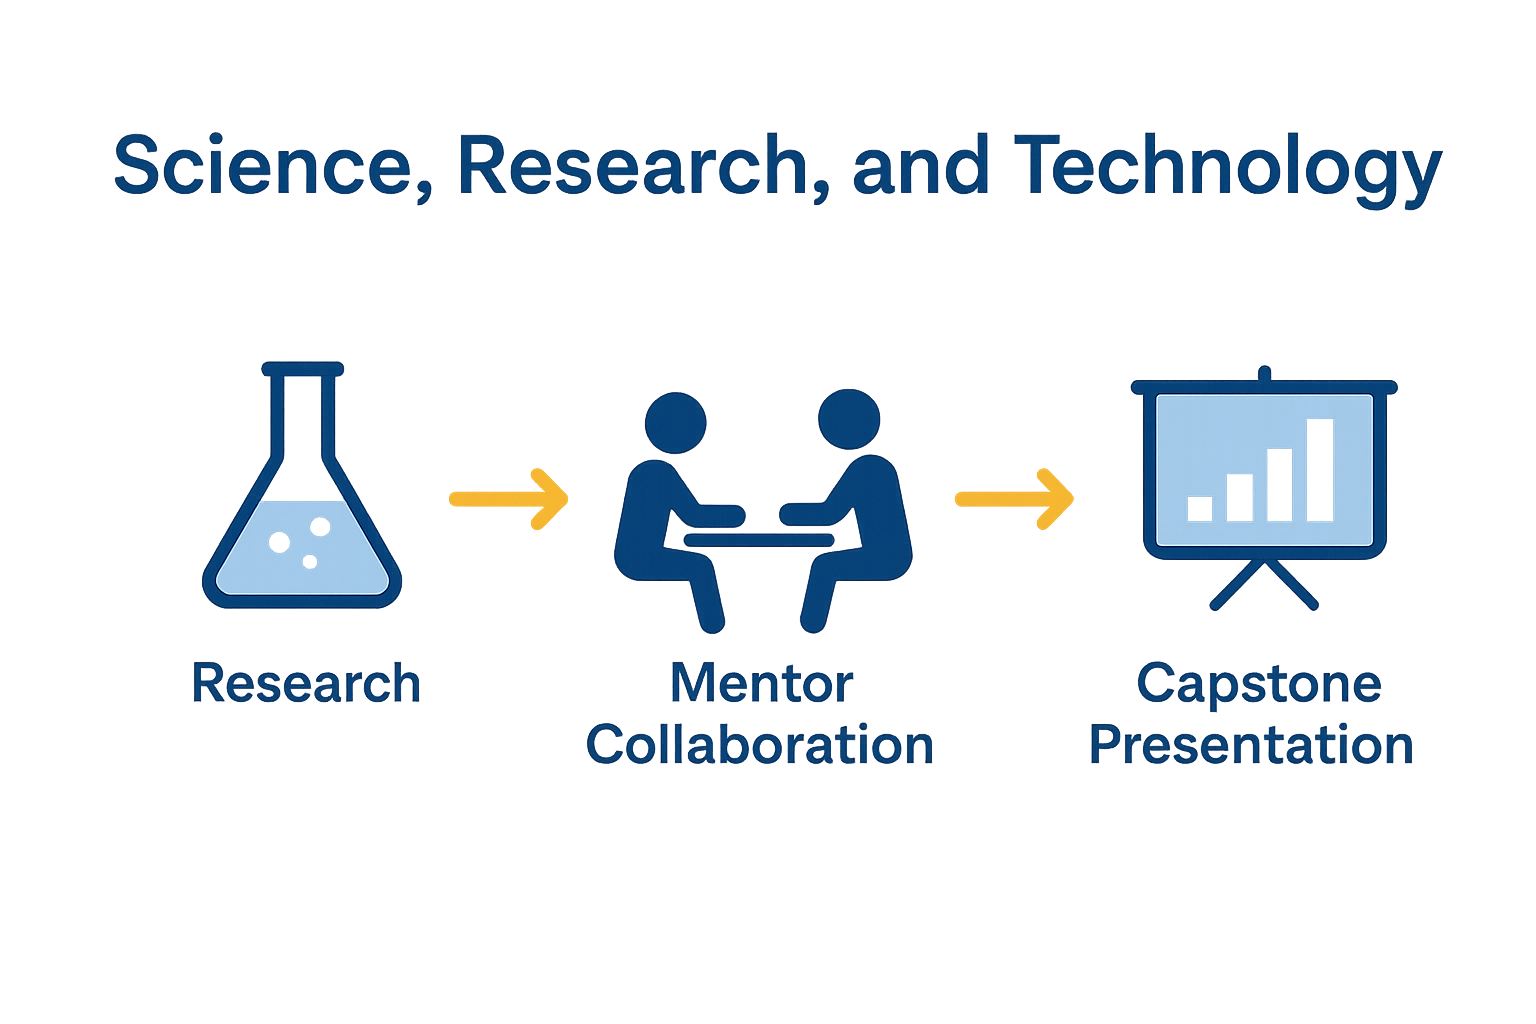 Science, Research, and Technology
Research
Mentor
Collaboration
Capstone
Presentation